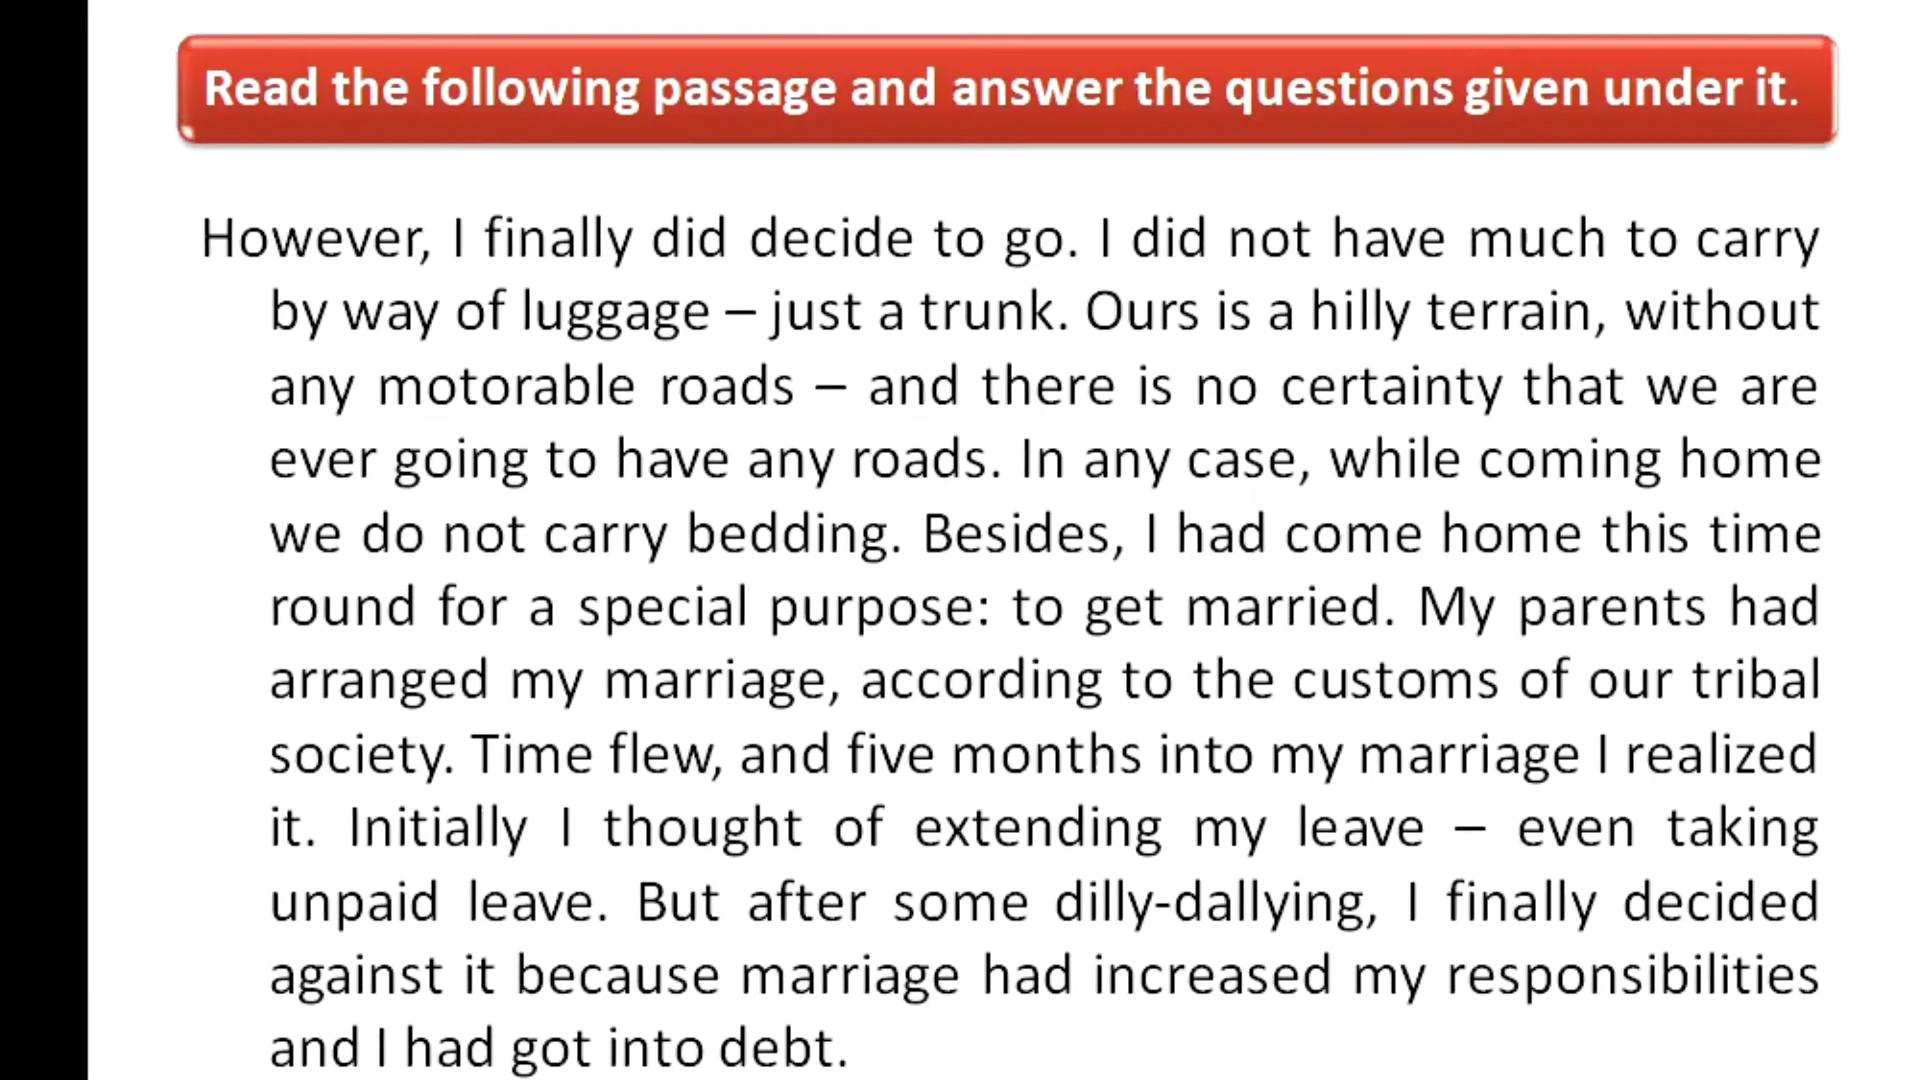 Read the following passage and answer the questions given under it.
However, I finally did decide to go. I did not have much to carry
by way of luggage – just a trunk. Ours is a hilly terrain, without
any motorable roads – and there is no certainty that we are
ever going to have any roads. In any case, while coming home
we do not carry bedding. Besides, I had come home this time
round for a special purpose: to get married. My parents had
arranged my marriage, according to the customs of our tribal
society. Time flew, and five months into my marriage I realized
it. Initially I thought of extending my leave – even taking
unpaid leave. But after some dilly-dallying, I finally decided
against it because marriage had increased my responsibilities
and I had got into debt.